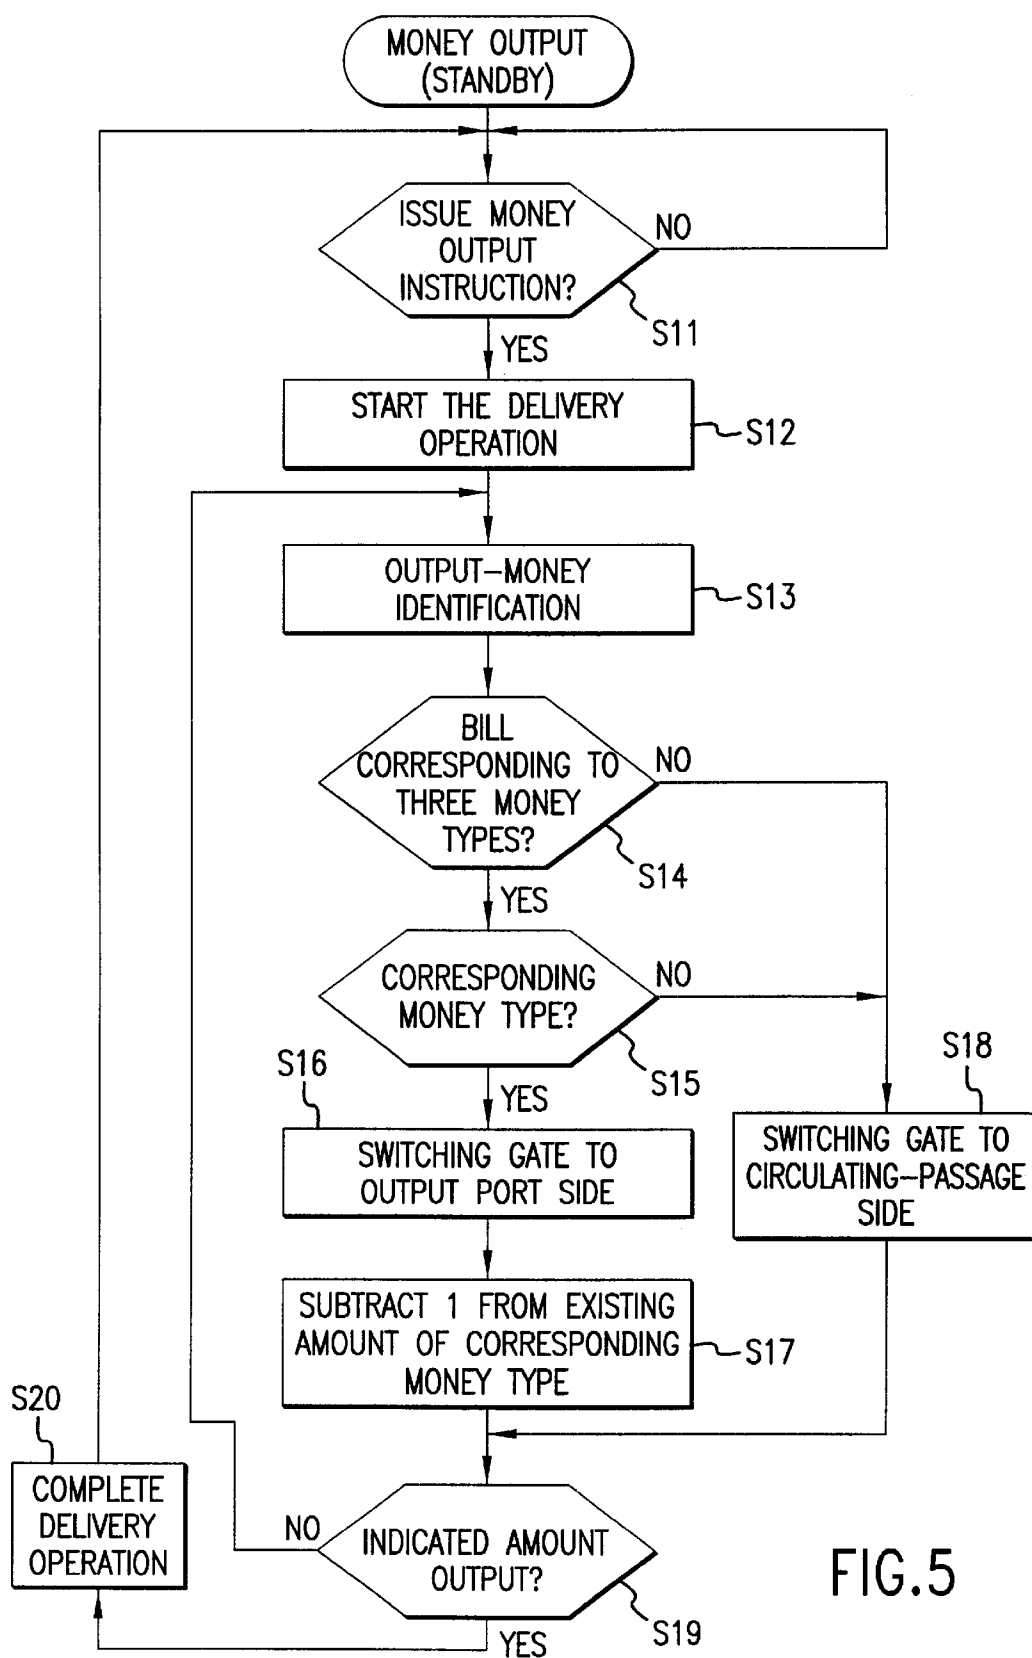 MONEY OUTPUT
(STANDBY)
ISSUE MONEY
OUTPUT
INSTRUCTION?
NO
S11
YES
START THE DELIVERY
OPERATION
S12
OUTPUT-MONEY
IDENTIFICATION
S13
BILL
CORRESPONDING TO
THREE MONEY
TYPES?
NO
S14
YES
CORRESPONDING
MONEY TYPE?
NO
S15
YES
S16
SWITCHING GATE TO
OUTPUT PORT SIDE
S18
SWITCHING GATE TO
CIRCULATING-PASSAGE
SIDE
SUBTRACT 1 FROM EXISTING
AMOUNT OF CORRESPONDING
MONEY TYPE
S17
S20
COMPLETE
DELIVERY
OPERATION
NO
INDICATED AMOUNT
OUTPUT?
S19
YES
FIG.5